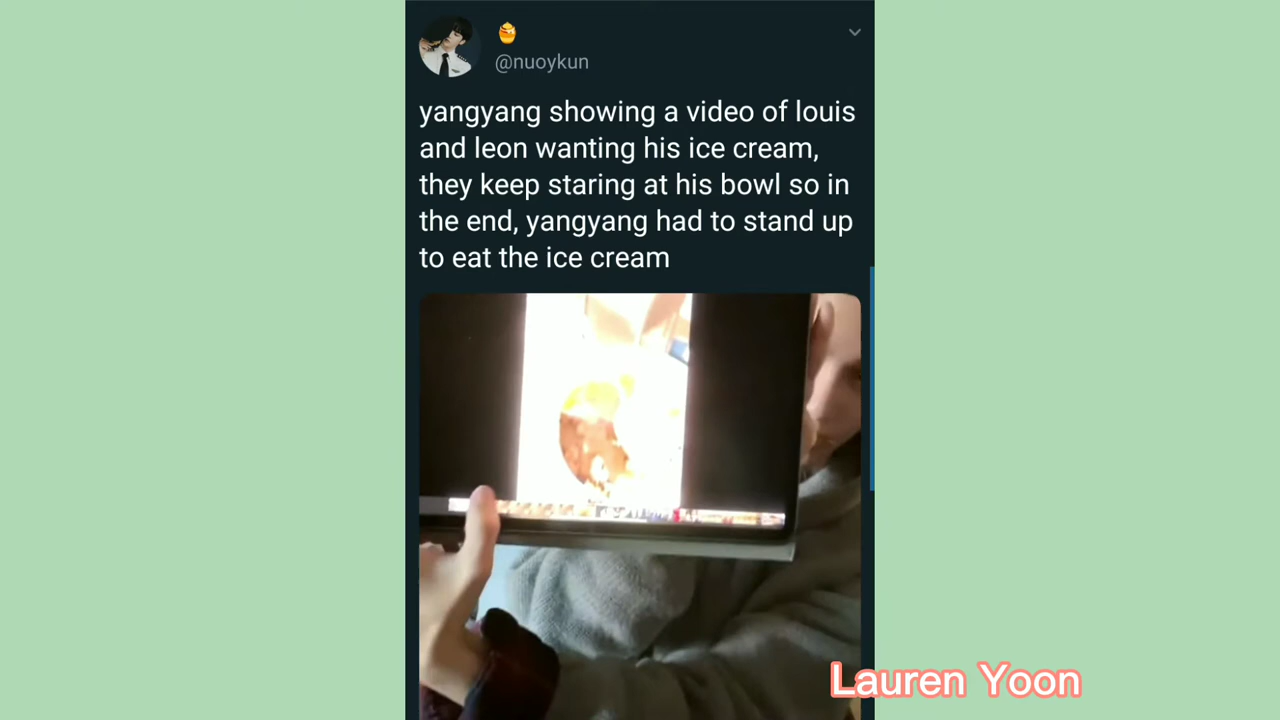 @nuoykun
yangyang showing a video of louis
and leon wanting his ice cream,
they keep staring at his bowl so in
the end, yangyang had to stand up
to eat the ice cream
Lauren Yoon